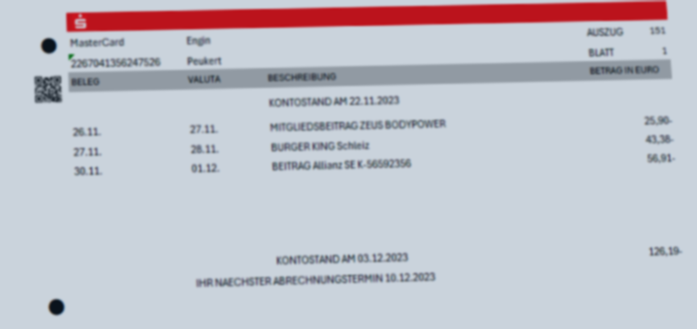 MasterCard Engin AUSZUG 151
2267041356247526 Peukert BLATT 1
BELEG VALUTA BESCHREIBUNG BETRAG IN EURO
KONTOSTAND AM 22.11.2023
26.11. 27.11. MITGLIEDSBEITRAG ZEUS BODYPOWER 25,90-
27.11. 28.11. BURGER KING Schleiz 43,38-
30.11. 01.12. BEITRAG Allianz SE K-56592356 56,91-
KONTOSTAND AM 03.12.2023 126,19-
IHR NAECHSTER ABRECHNUNGSTERMIN 10.12.2023